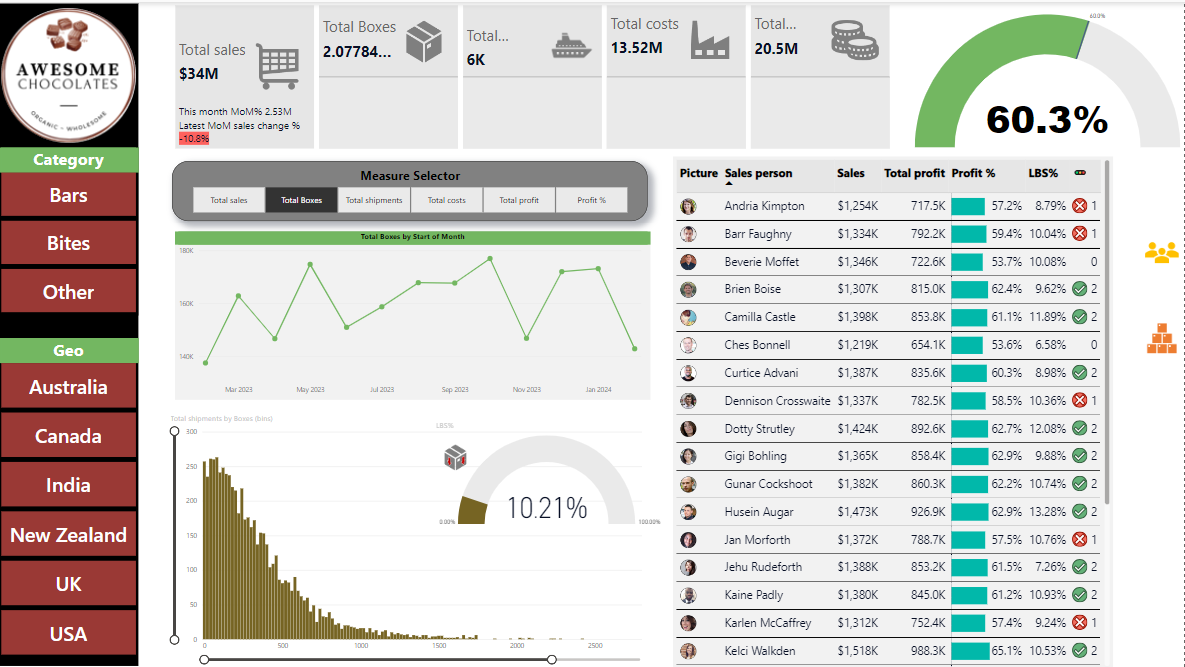 AWESOME
CHOCOLATES
ORGANIC - WHOLESOME
Category
Bars
Bites
Other
Geo
Australia
Canada
India
New Zealand
UK
USA
Total sales
$34M
This month MoM% 2.53M
Latest MoM sales change %
-10.8%
Total Boxes
2.07784...
Total...
6K
Total costs
13.52M
Total...
20.5M
60.0%
60.3%
Measure Selector
Total sales Total Boxes Total shipments Total costs Total profit Profit %
Total Boxes by Start of Month
180K
160K
140K
Mar 2023 May 2023 Jul 2023 Sep 2023 Nov 2023 Jan 2024
Total shipments by Boxes (bins)
300
250
200
150
100
50
0
0 500 1000 1500 2000 2500
LBS%
10.21%
0.00% 100.00%
Picture Sales person Sales Total profit Profit % LBS%
Andria Kimpton $1,254K 717.5K 57.2% 8.79% 1
Barr Faughny $1,334K 792.2K 59.4% 10.04% 1
Beverie Moffet $1,346K 722.6K 53.7% 10.08% 0
Brien Boise $1,307K 815.0K 62.4% 9.62% 2
Camilla Castle $1,398K 853.8K 61.1% 11.89% 2
Ches Bonnell $1,219K 654.1K 53.6% 6.58% 0
Curtice Advani $1,387K 835.6K 60.3% 8.98% 2
Dennison Crosswaite $1,337K 782.5K 58.5% 10.36% 1
Dotty Strutley $1,424K 892.6K 62.7% 12.08% 2
Gigi Bohling $1,365K 858.4K 62.9% 9.88% 2
Gunar Cockshoot $1,382K 860.3K 62.2% 10.74% 2
Husein Augar $1,473K 926.9K 62.9% 13.28% 2
Jan Morforth $1,372K 788.7K 57.5% 10.76% 1
Jehu Rudeforth $1,388K 853.2K 61.5% 7.26% 2
Kaine Padly $1,380K 845.0K 61.2% 10.93% 2
Karlen McCaffrey $1,312K 752.4K 57.4% 9.24% 1
Kelci Walkden $1,518K 988.3K 65.1% 10.53% 2